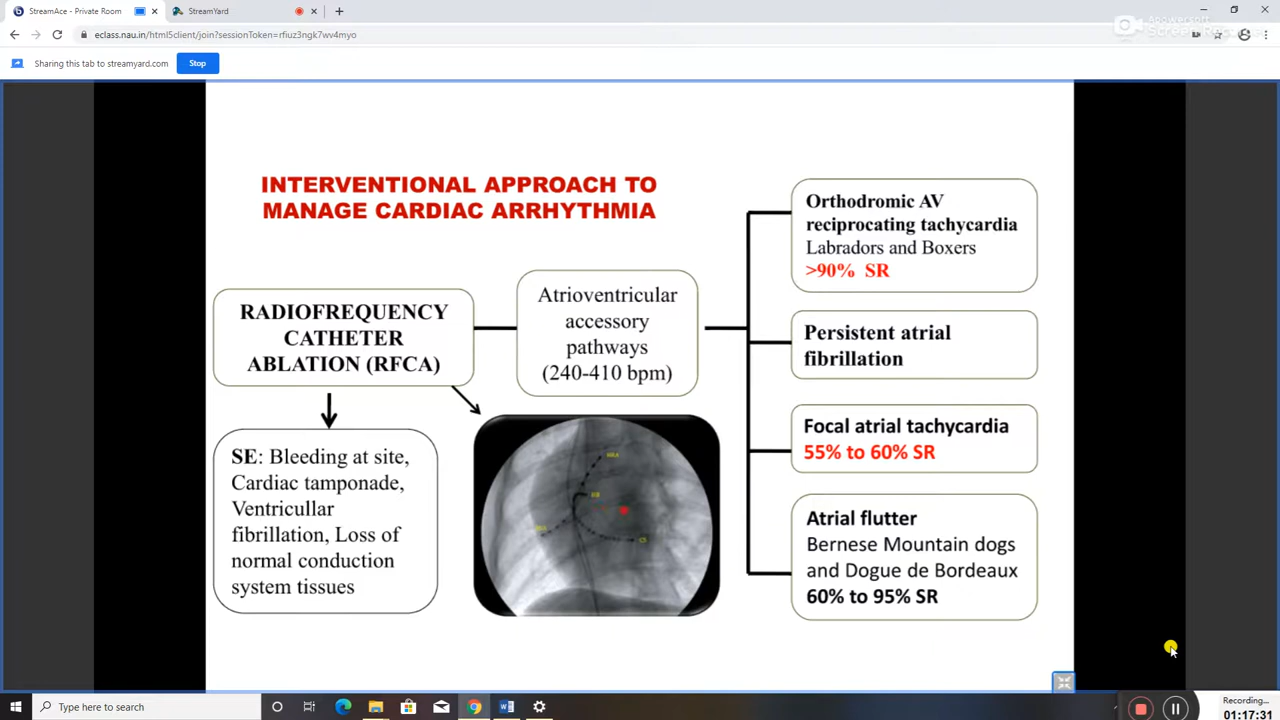 StreamAce - Private Room
StreamYard
eclass.nau.in/html5client/join?sessionToken=rfiuz3ngk7wv4myo
Apowersoft
Sharing this tab to streamyard.com
Stop
INTERVENTIONAL APPROACH TO
MANAGE CARDIAC ARRHYTHMIA
RADIOFREQUENCY
CATHETER
ABLATION (RFCA)
Atrioventricular
accessory
pathways
(240-410 bpm)
Orthodromic AV
reciprocating tachycardia
Labradors and Boxers
>90% SR
Persistent atrial
fibrillation
Focal atrial tachycardia
55% to 60% SR
Atrial flutter
Bernese Mountain dogs
and Dogue de Bordeaux
60% to 95% SR
SE: Bleeding at site,
Cardiac tamponade,
Ventricullar
fibrillation, Loss of
normal conduction
system tissues
CS
Type here to search
Recording...
01:17:31